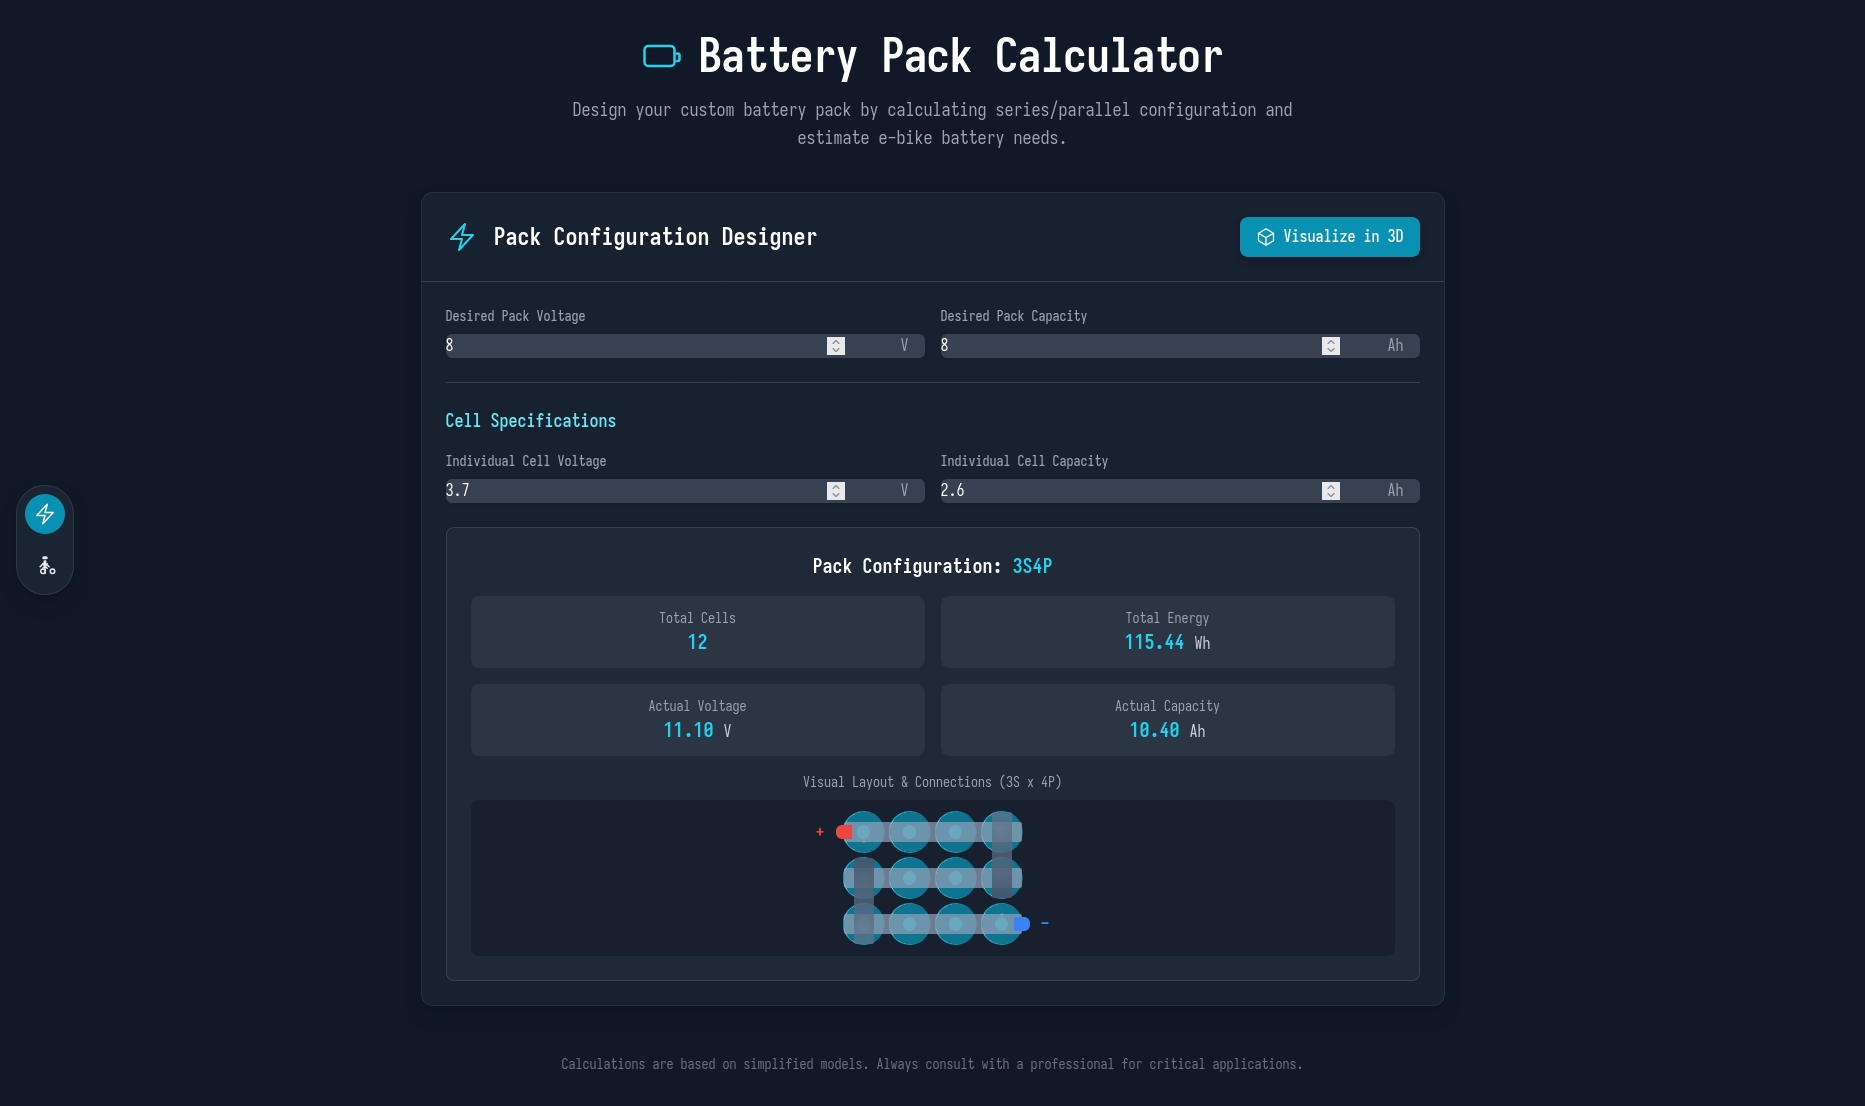 Battery Pack Calculator
Design your custom battery pack by calculating series/parallel configuration and
estimate e-bike battery needs.
Pack Configuration Designer
Visualize in 3D
Desired Pack Voltage
Desired Pack Capacity
8 V
8 Ah
Cell Specifications
Individual Cell Voltage
Individual Cell Capacity
3.7 V
2.6 Ah
Pack Configuration: 3S4P
Total Cells
12
Total Energy
115.44 Wh
Actual Voltage
11.10 V
Actual Capacity
10.40 Ah
Visual Layout & Connections (3S x 4P)
+
-
Calculations are based on simplified models. Always consult with a professional for critical applications.